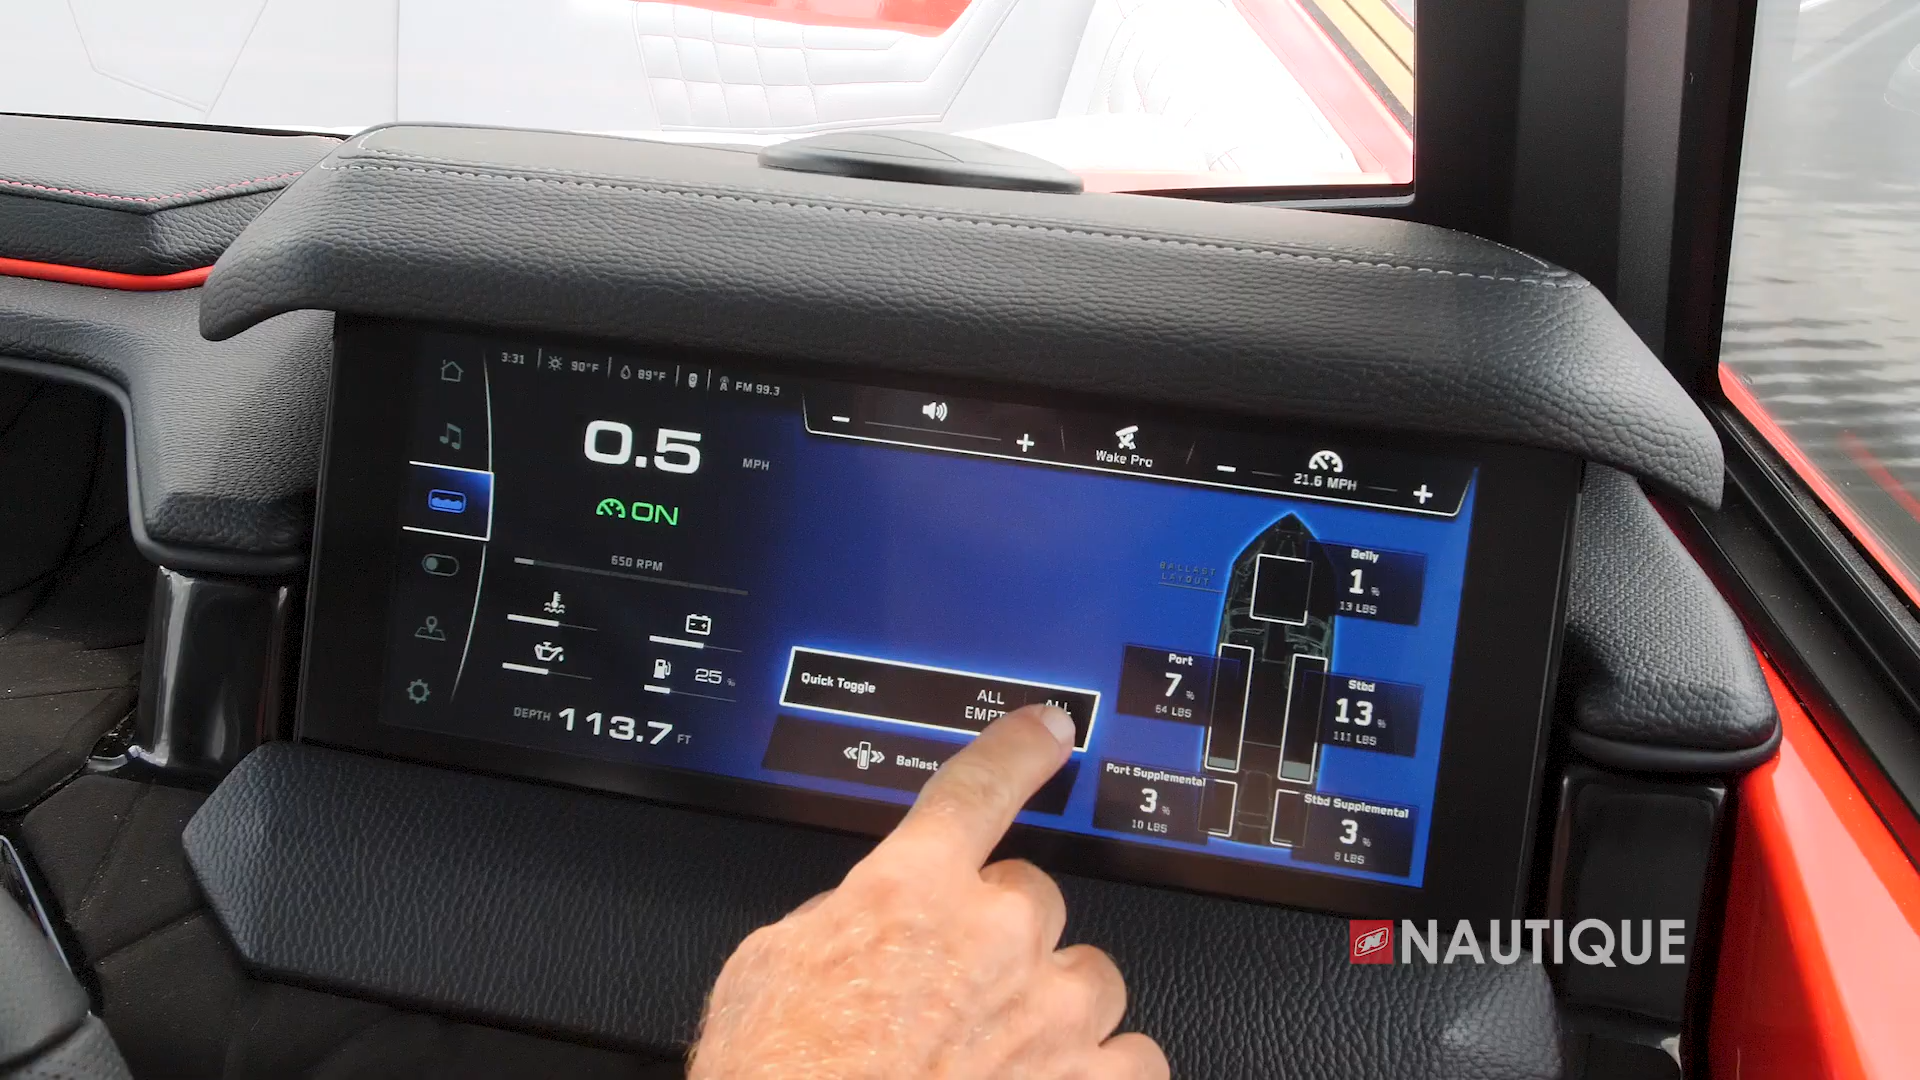 3:31 90°F 89°F FM 99.3
0.5 MPH
ON
650 RPM
25 %
DEPTH 113.7 FT
Wake Pro
21.6 MPH
BALLAST
LAYOUT
Belly
1 %
13 LBS
Port
7 %
64 LBS
Stbd
13 %
111 LBS
Port Supplemental
3 %
10 LBS
Stbd Supplemental
3 %
8 LBS
Quick Toggle
ALL
ALL
Ballast
NAUTIQUE